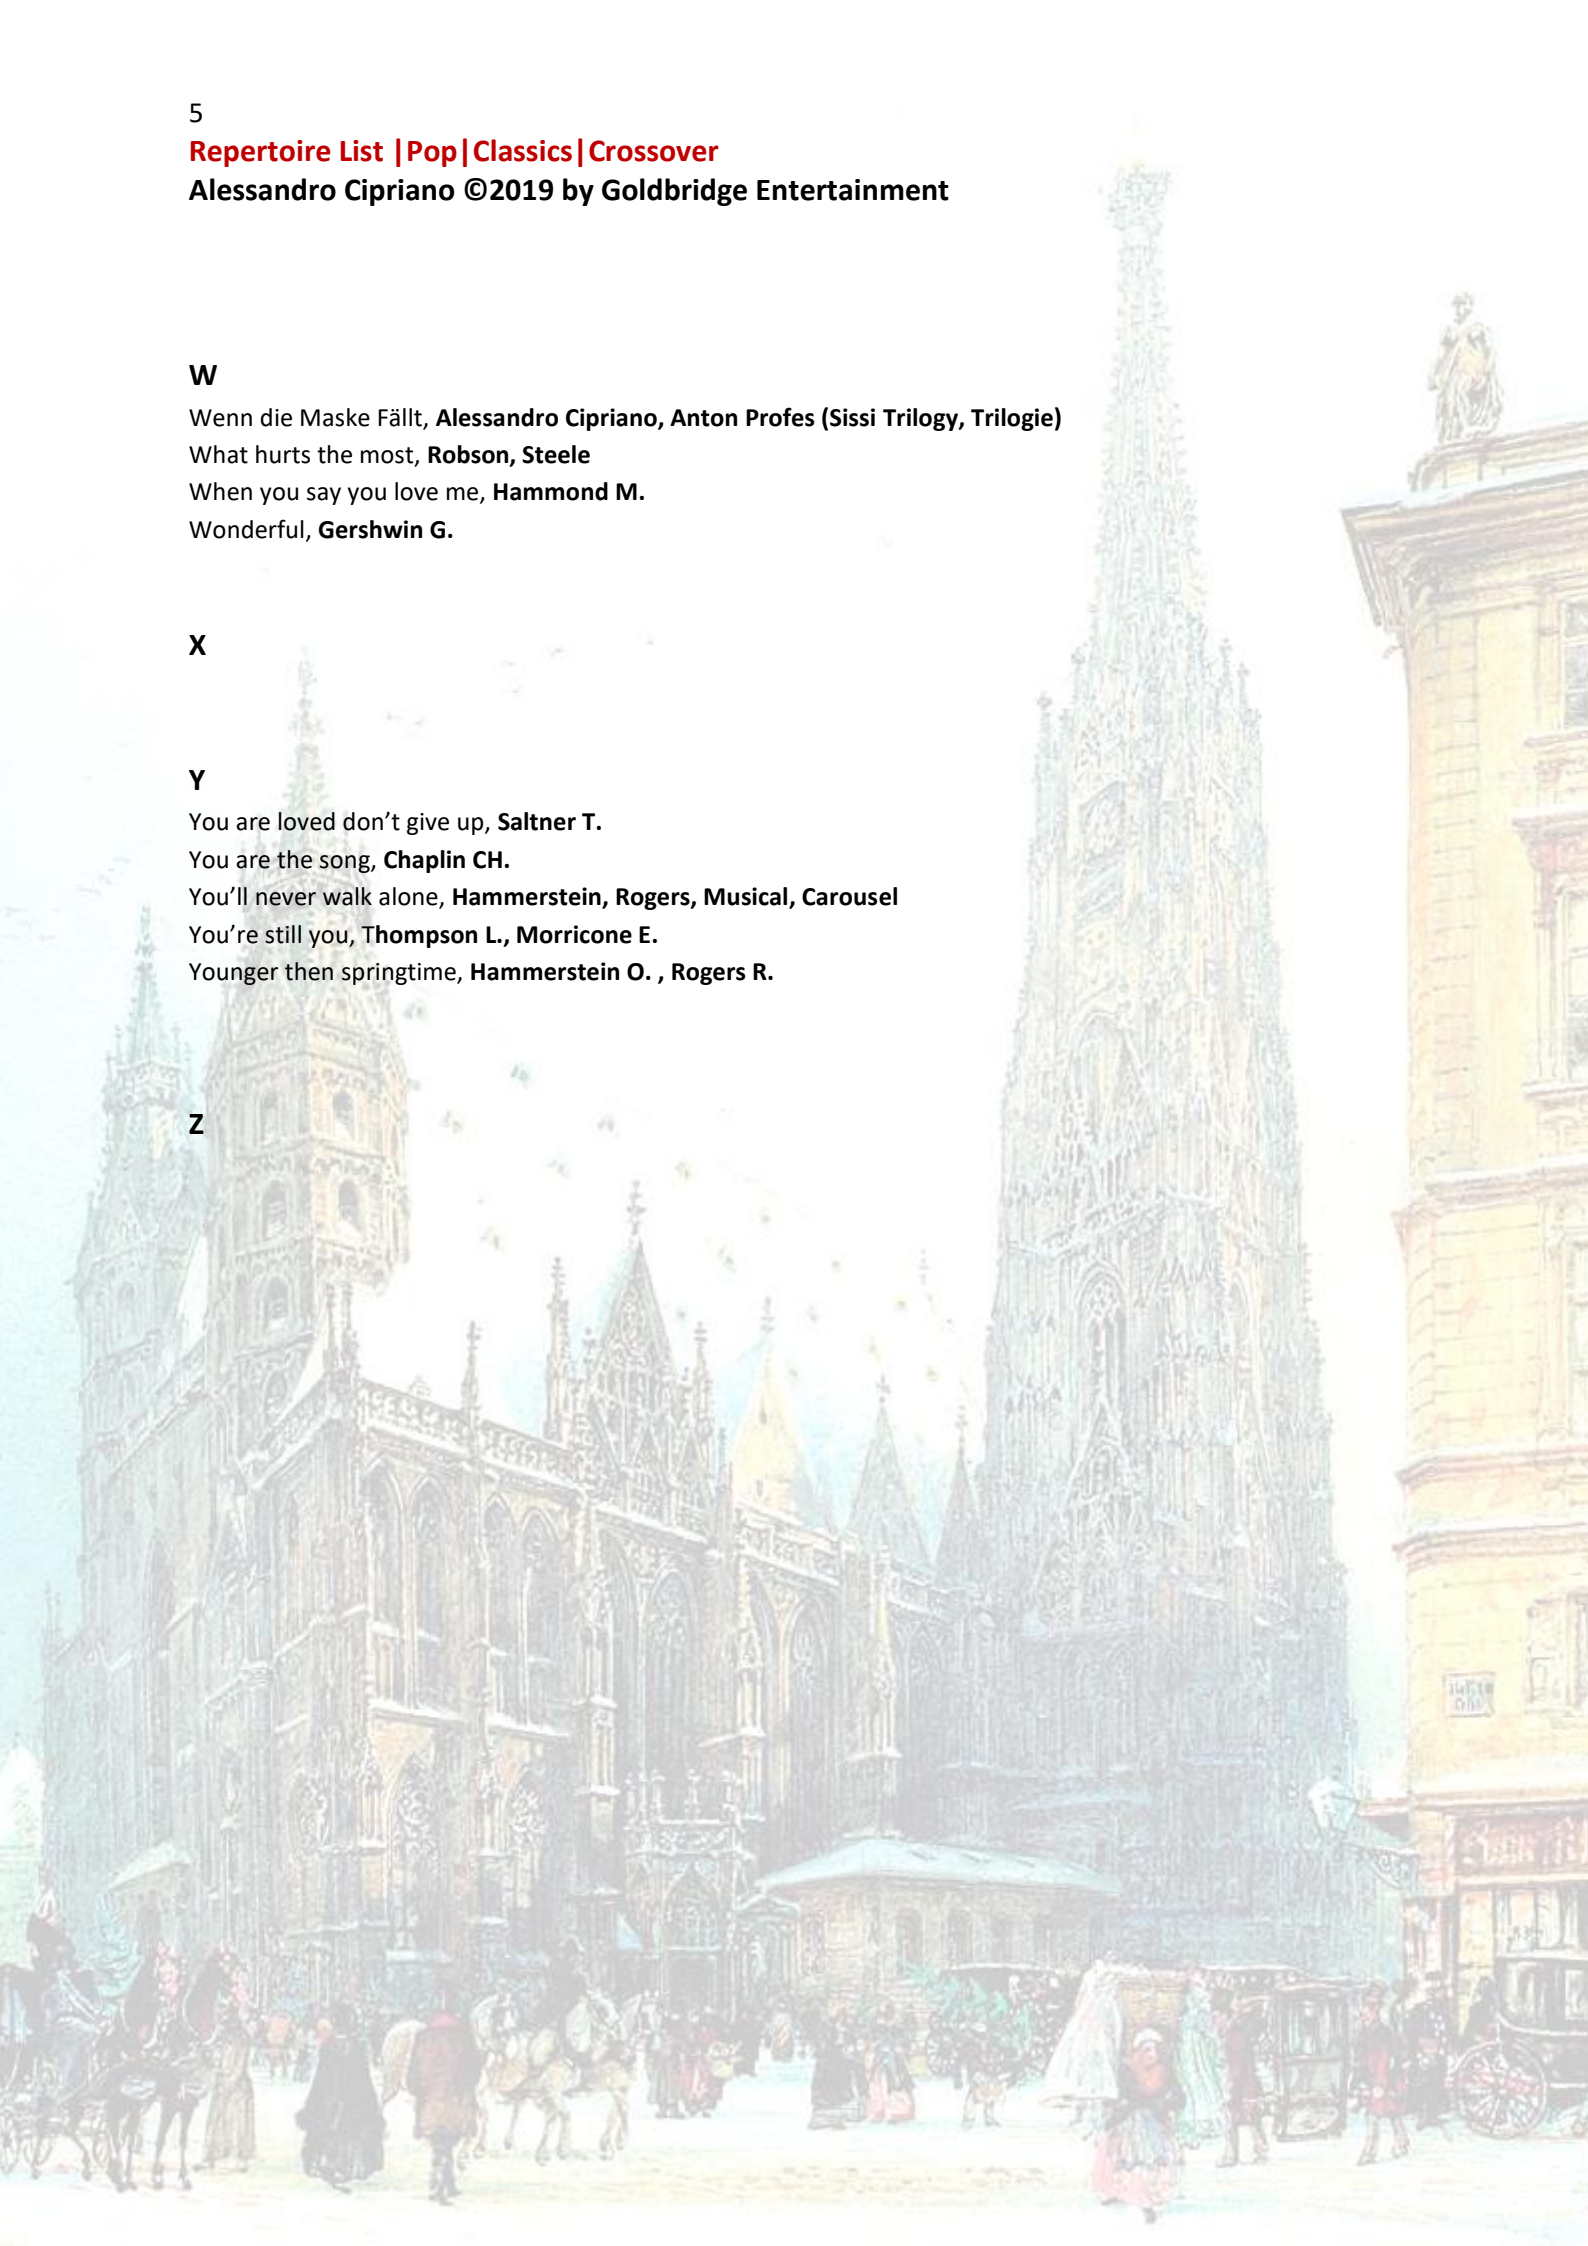 5
Repertoire List |Pop|Classics|Crossover
Alessandro Cipriano ©2019 by Goldbridge Entertainment
W
Wenn die Maske Fällt, Alessandro Cipriano, Anton Profes (Sissi Trilogy, Trilogie)
What hurts the most, Robson, Steele
When you say you love me, Hammond M.
Wonderful, Gershwin G.
X
Y
You are loved don’t give up, Saltner T.
You are the song, Chaplin CH.
You’ll never walk alone, Hammerstein, Rogers, Musical, Carousel
You’re still you, Thompson L., Morricone E.
Younger then springtime, Hammerstein O. , Rogers R.
Z